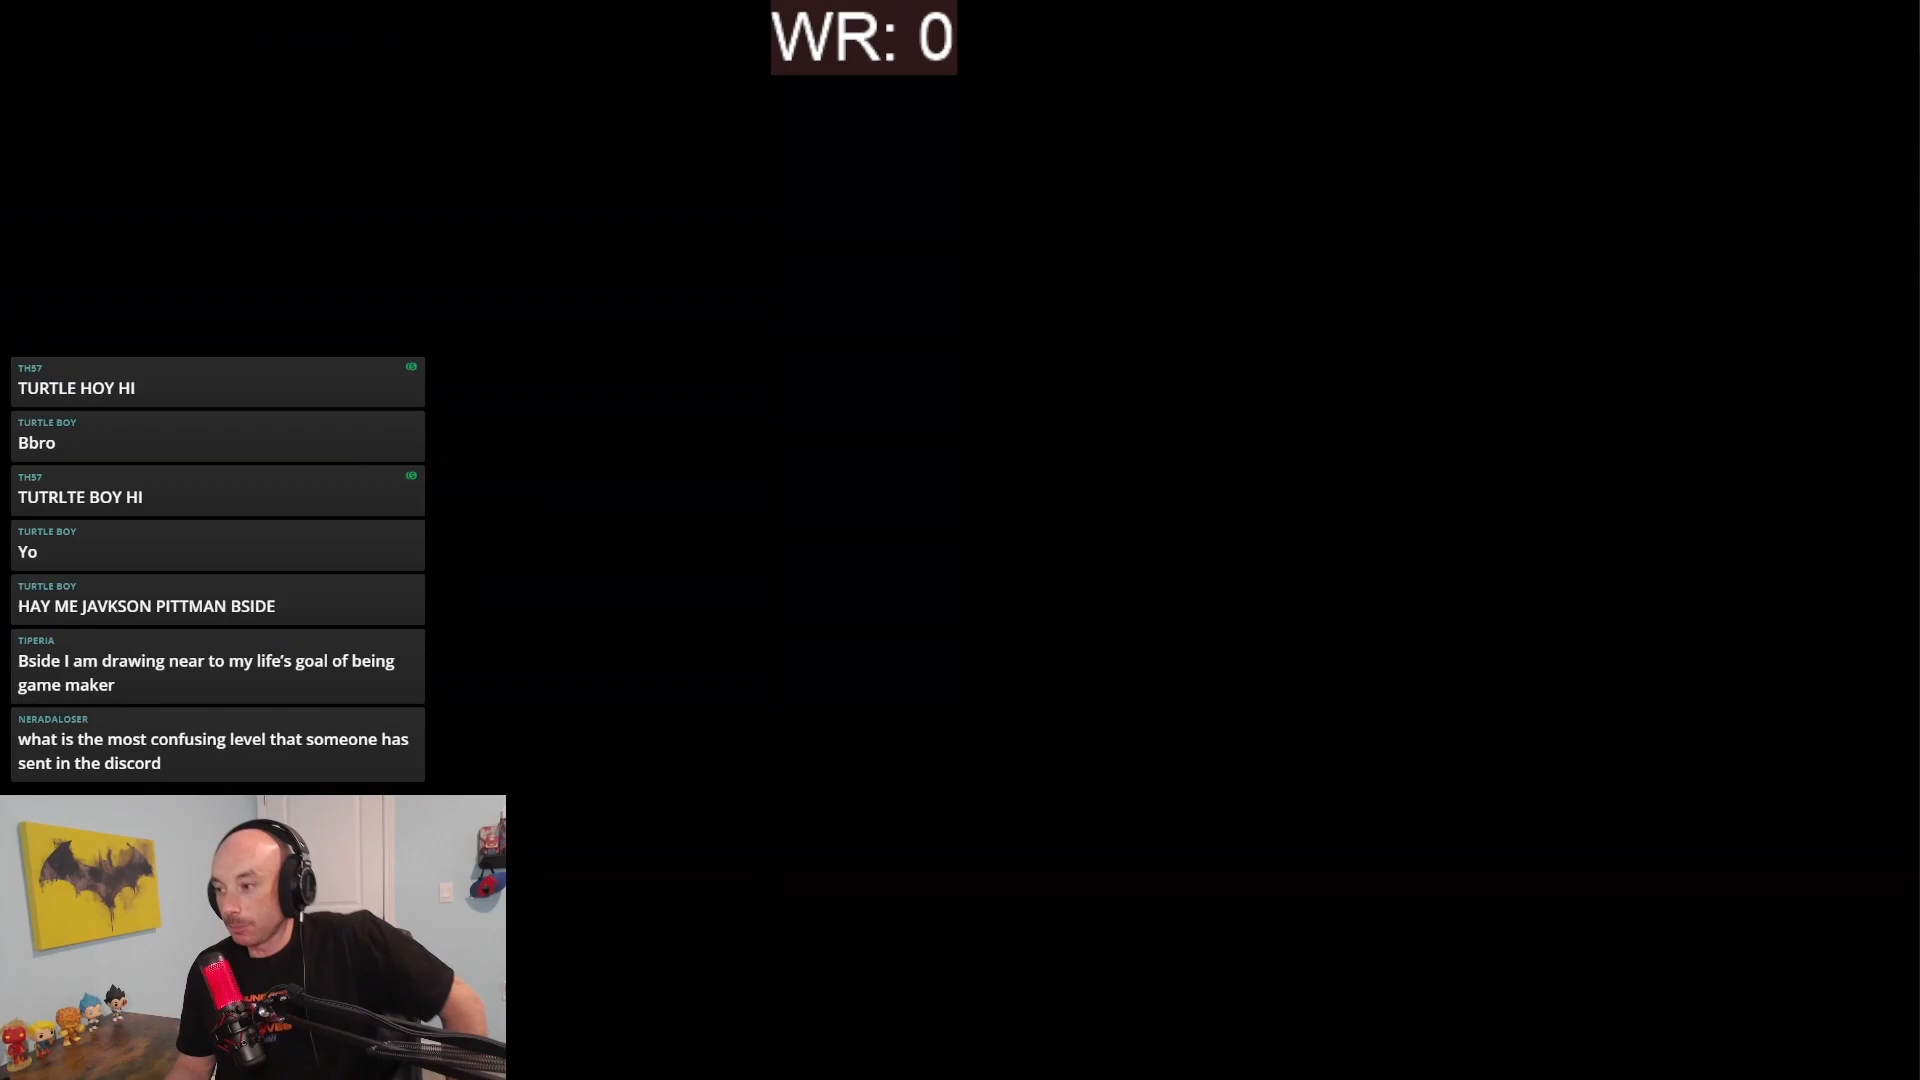 WR: 0
TH57
TURTLE HOY HI
TURTLE BOY
Bbro
TH57
TUTRLTE BOY HI
TURTLE BOY
Yo
TURTLE BOY
HAY ME JAVKSON PITTMAN BSIDE
TIPERIA
Bside I am drawing near to my life's goal of being
game maker
NERADALOSER
what is the most confusing level that someone has
sent in the discord